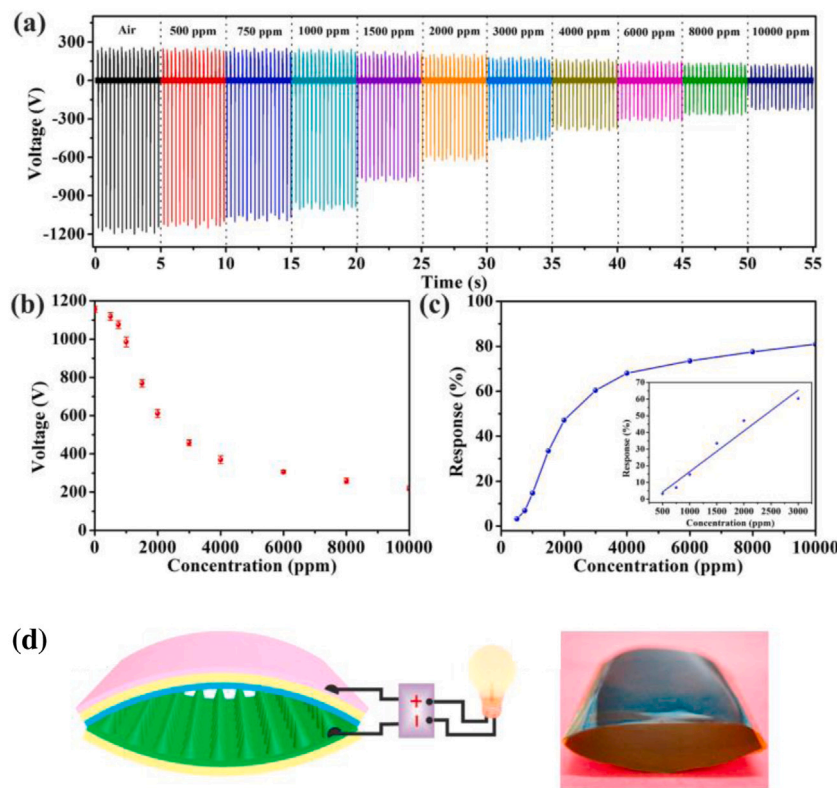 (a)
Air 500 ppm 750 ppm 1000 ppm 1500 ppm 2000 ppm 3000 ppm 4000 ppm 6000 ppm 8000 ppm 10000 ppm
300
0
-300
-600
-900
-1200
Voltage (V)
0 5 10 15 20 25 30 35 40 45 50 55
Time (s)
(b)
1200
1000
800
600
400
200
0
Voltage (V)
0 2000 4000 6000 8000 10000
Concentration (ppm)
(c)
100
80
60
40
20
0
Response (%)
0 2000 4000 6000 8000 10000
Concentration (ppm)
70
60
50
40
30
20
10
0
Response (%)
500 1000 1500 2000 2500 3000
Concentration (ppm)
(d)
+
-